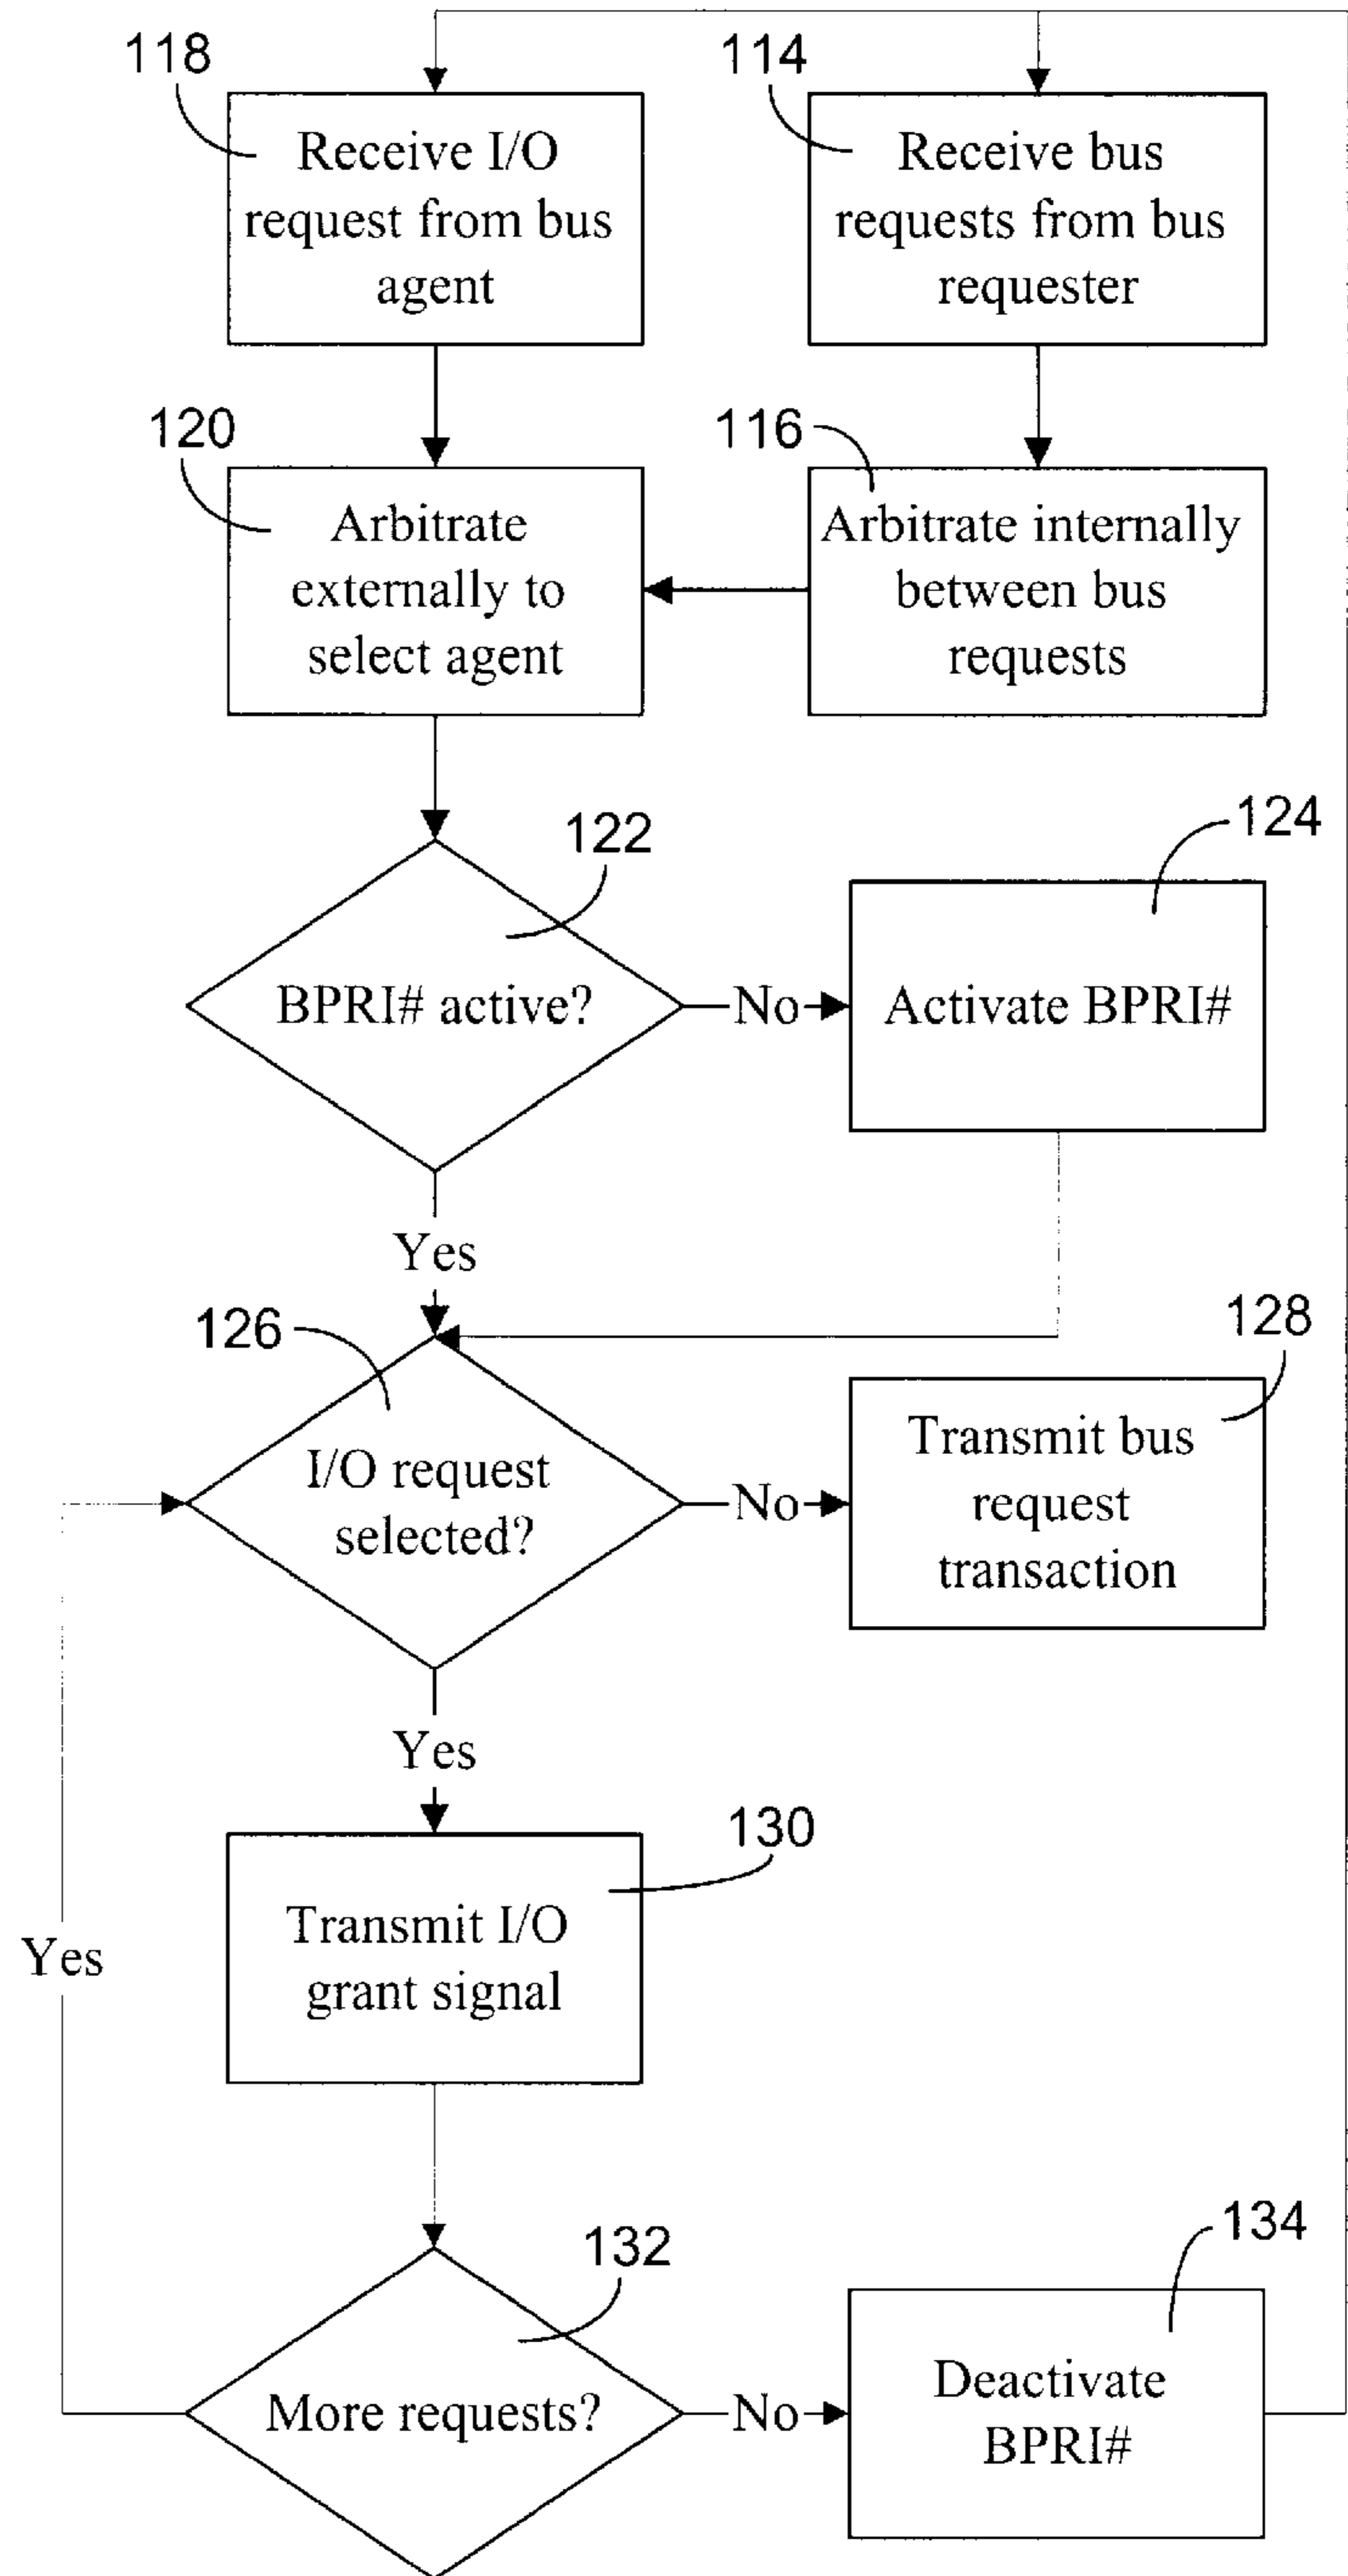 118
114
Receive I/O
request from bus
agent
Receive bus
requests from bus
requester
120
116
Arbitrate
externally to
select agent
Arbitrate internally
between bus
requests
122
124
BPRI# active?
No
Activate BPRI#
Yes
126
128
I/O request
selected?
No
Transmit bus
request
transaction
Yes
130
Transmit I/O
grant signal
Yes
132
134
More requests?
No
Deactivate
BPRI#